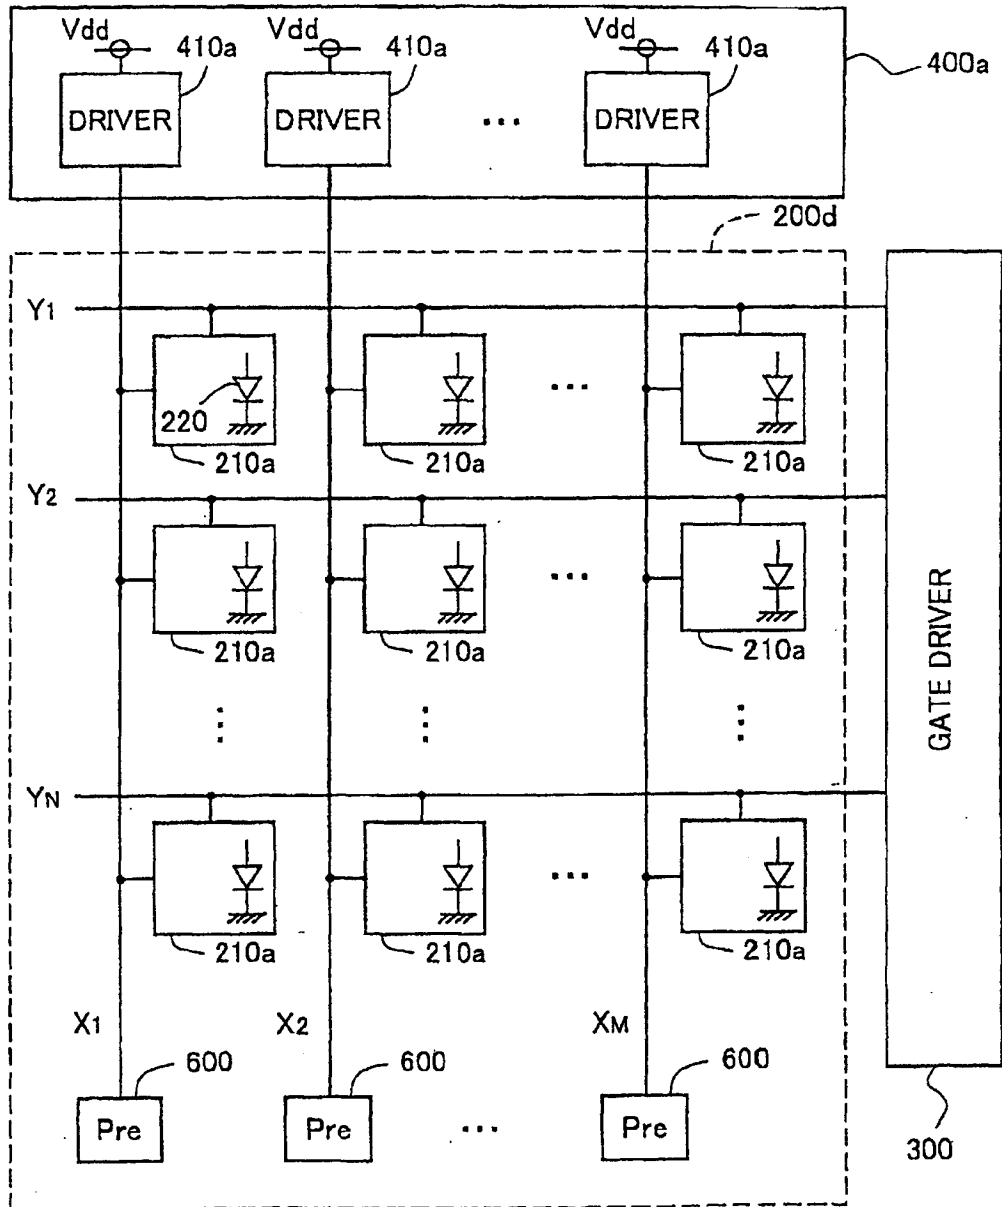 Vdd 410a Vdd 410a Vdd 410a
400a
DRIVER DRIVER ... DRIVER
200d
Y1
...
220
210a 210a 210a
Y2
...
210a 210a 210a
GATE DRIVER
... ... ...
YN
...
210a 210a 210a
X1 X2 XM
600 600 600
Pre Pre ... Pre
300